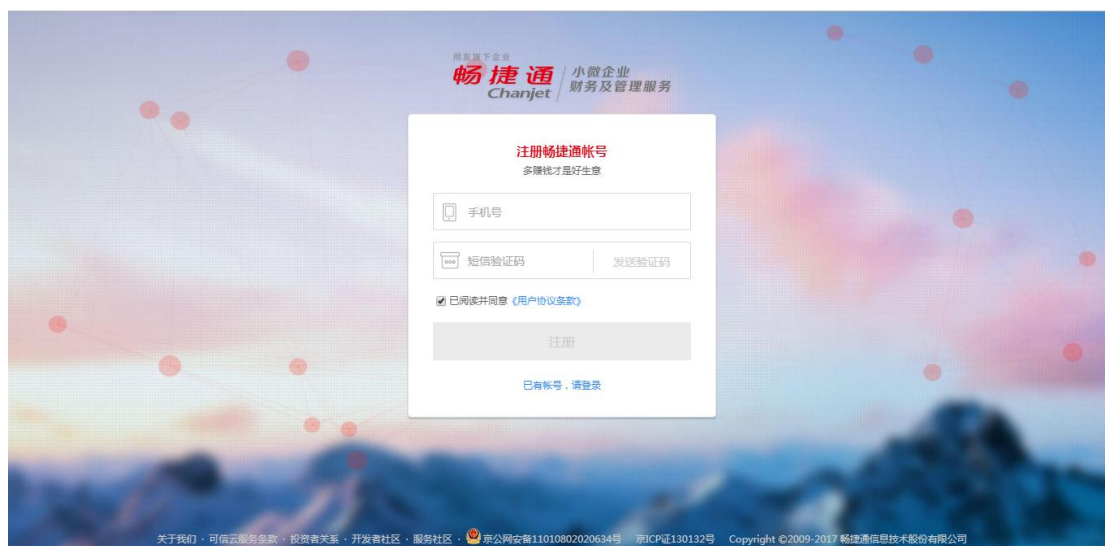 用友旗下企业
畅捷通 小微企业
Chanjet 财务及管理服务
注册畅捷通帐号
多赚钱才是好生意
手机号
短信验证码 发送验证码
已阅读并同意《用户协议条款》
注册
已有帐号，请登录
关于我们 · 可信云服务条款 · 投资者关系 · 开发者社区 · 服务社区 · 京公网安备11010802020634号 京ICP证130132号 Copyright ©2009-2017 畅捷通信息技术股份有限公司